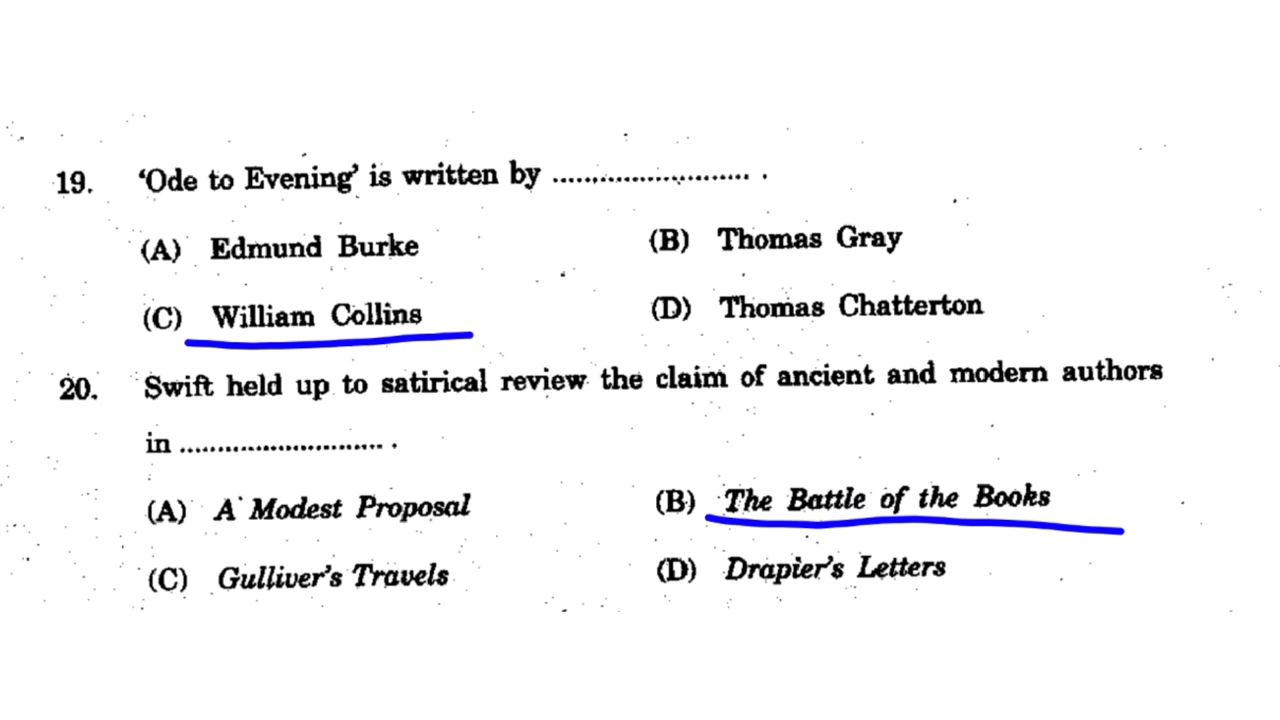 19. 'Ode to Evening' is written by .......................... .
(A) Edmund Burke (B) Thomas Gray
(C) William Collins (D) Thomas Chatterton
20. Swift held up to satirical review the claim of ancient and modern authors
in ........................... .
(A) A Modest Proposal (B) The Battle of the Books
(C) Gulliver's Travels (D) Drapier's Letters